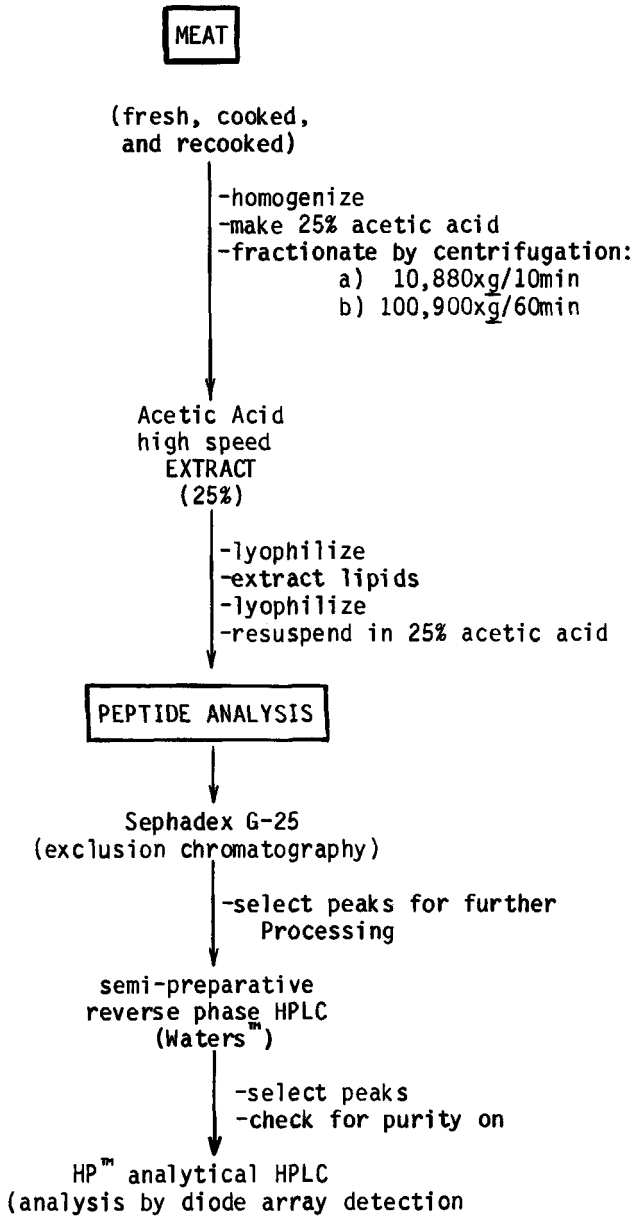 MEAT
(fresh, cooked,
and recooked)
-homogenize
-make 25% acetic acid
-fractionate by centrifugation:
a) 10,880xg/10min
b) 100,900xg/60min
Acetic Acid
high speed
EXTRACT
(25%)
-lyophilize
-extract lipids
-lyophilize
-resuspend in 25% acetic acid
PEPTIDE ANALYSIS
Sephadex G-25
(exclusion chromatography)
-select peaks for further
Processing
semi-preparative
reverse phase HPLC
(Waters™)
-select peaks
-check for purity on
HP™ analytical HPLC
(analysis by diode array detection